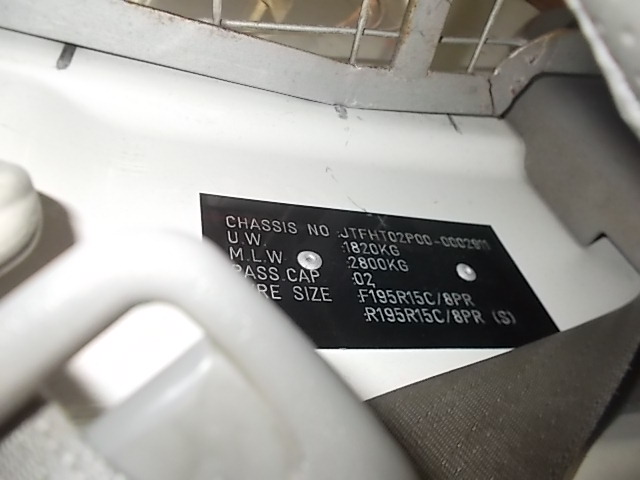 CHASSIS NO :JTFHT02P00-0002911
U.W. :1820KG
M.L.W :2800KG
PASS.CAP :02
SIZE :F195R15C/8PR
:R195R15C/8PR (S)